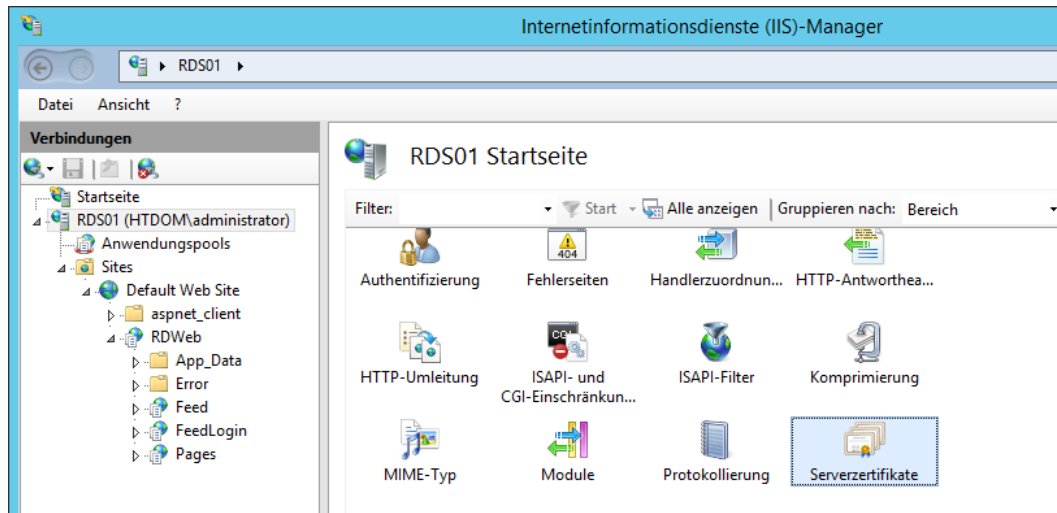 Internetinformationsdienste (IIS)-Manager
RDS01
Datei Ansicht ?
Verbindungen
Startseite
RDS01 (HTDOM\administrator)
Anwendungspools
Sites
Default Web Site
aspnet_client
RDWeb
App_Data
Error
Feed
FeedLogin
Pages
RDS01 Startseite
Filter: Start Alle anzeigen Gruppieren nach: Bereich
404
Authentifizierung Fehlerseiten Handlerzuordnun... HTTP-Antworthea...
CGI
HTTP-Umleitung ISAPI- und ISAPI-Filter Komprimierung
CGI-Einschränkun...
MIME-Typ Module Protokollierung Serverzertifikate